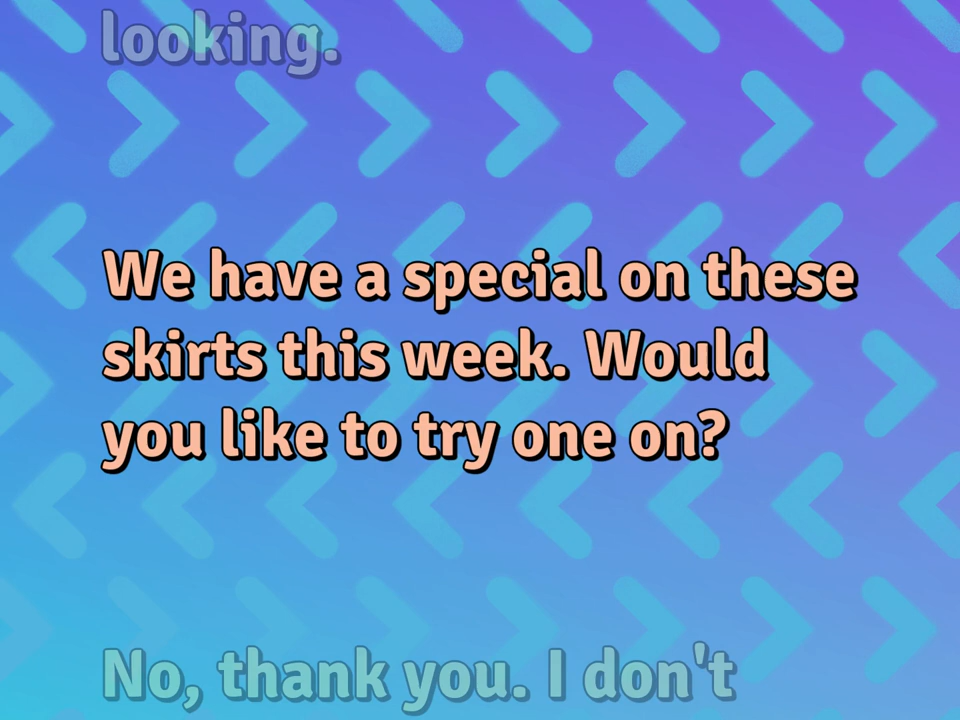 looking.
We have a special on these
skirts this week. Would
you like to try one on?
No, thank you. I don't